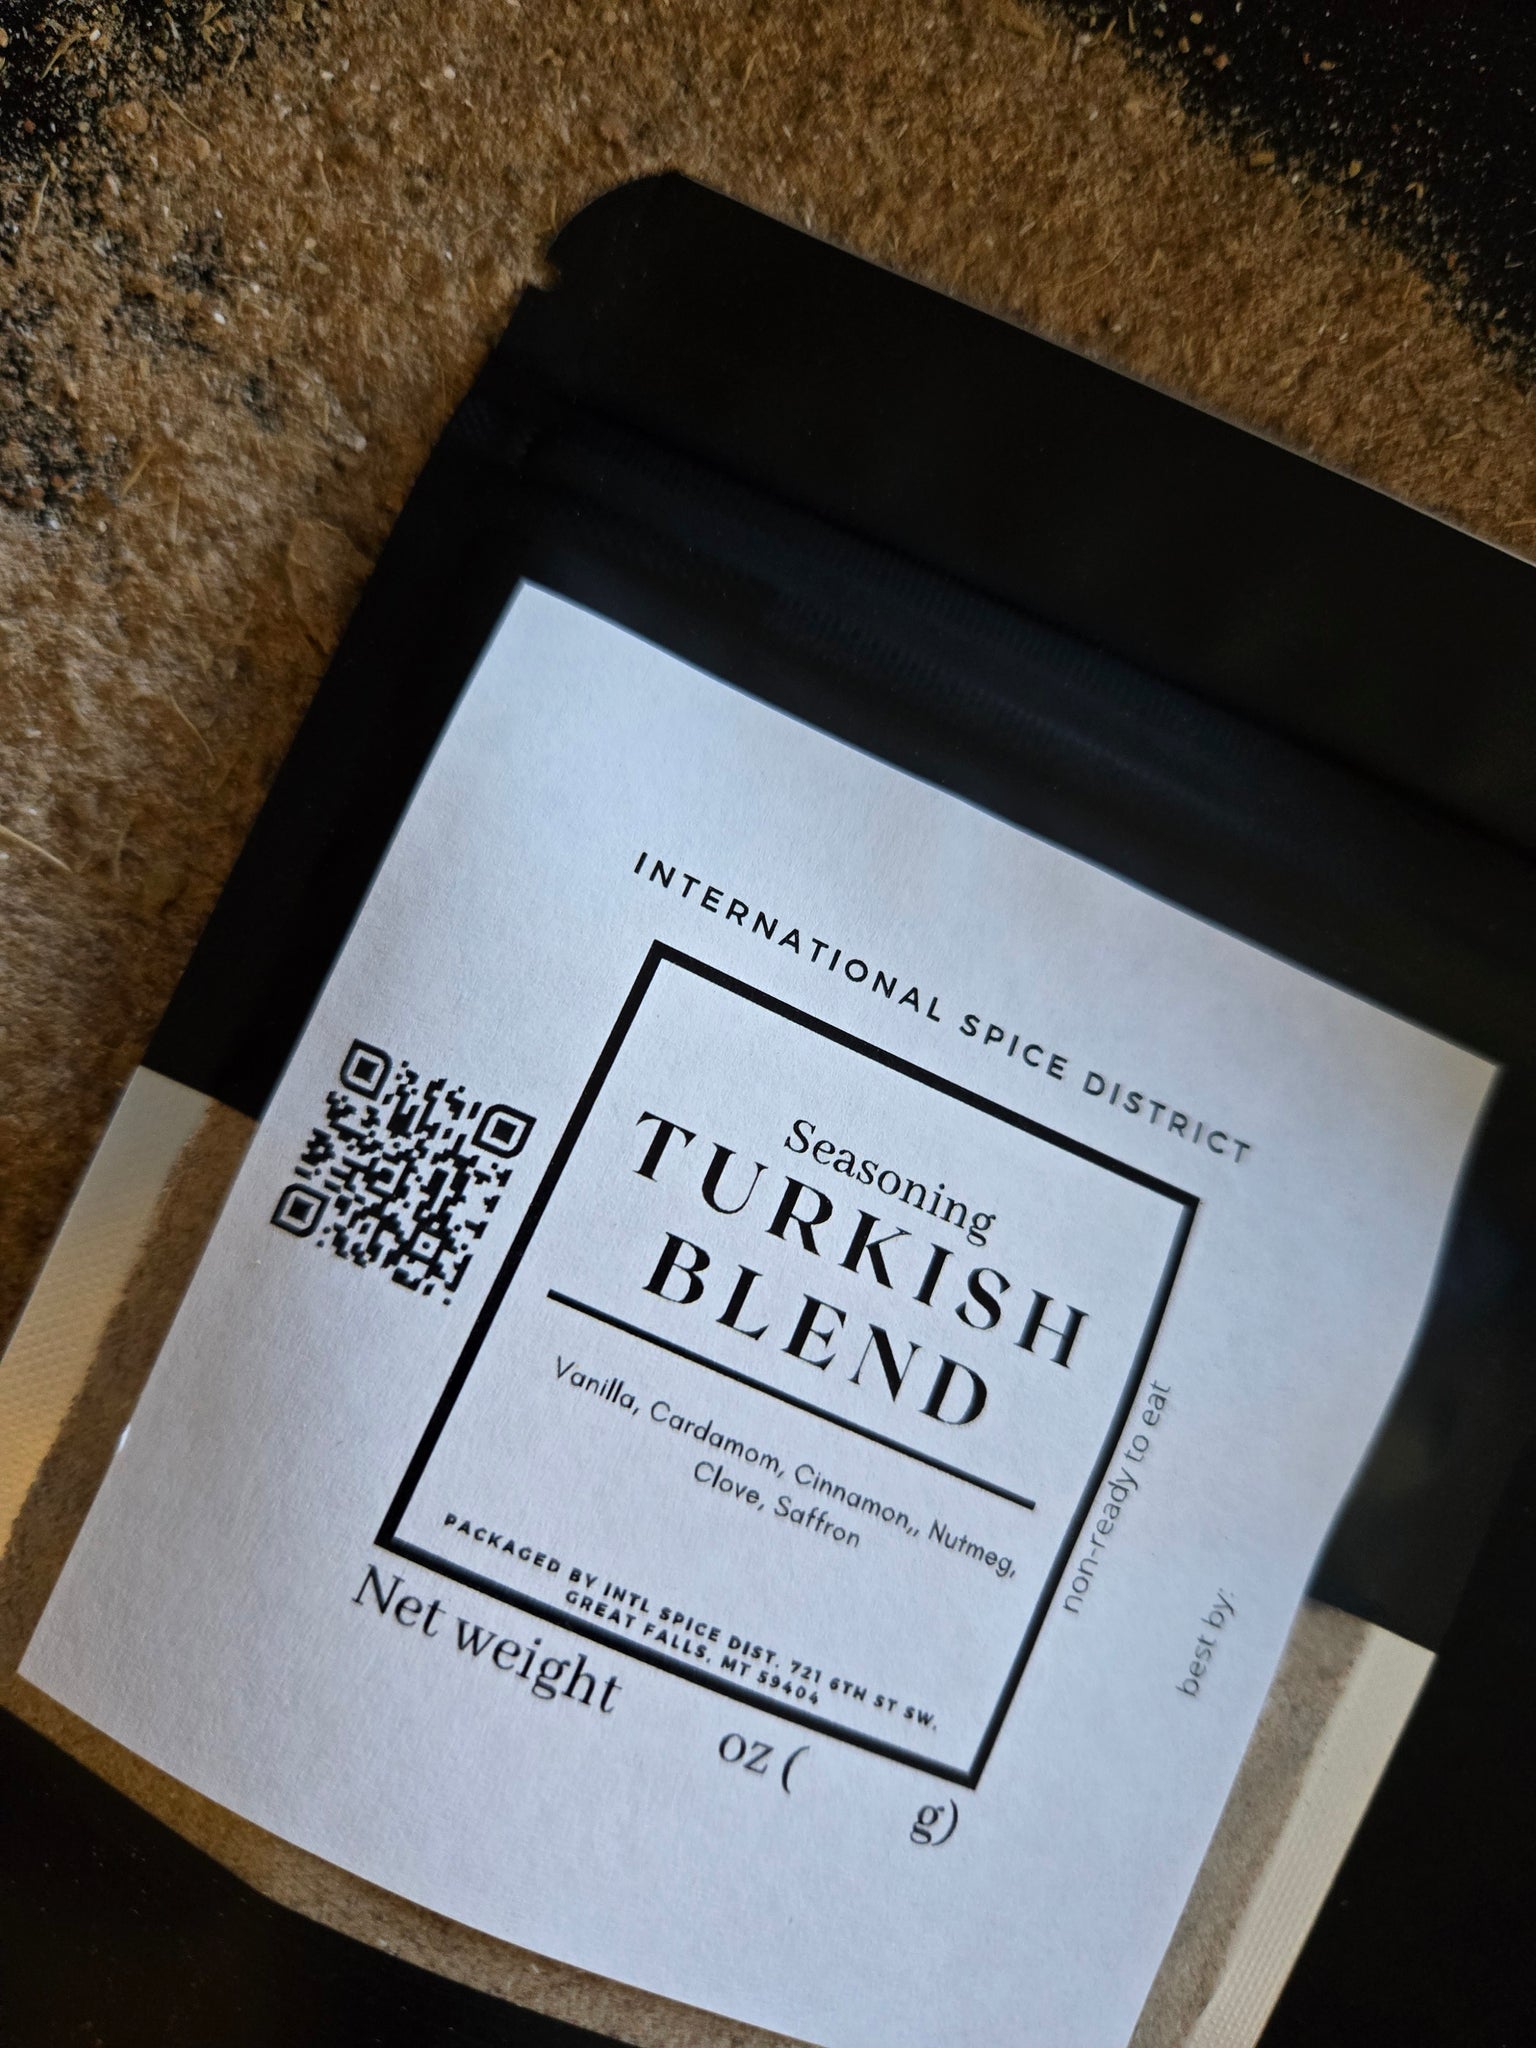 INTERNATIONAL SPICE DISTRICT
Seasoning
TURKISH
BLEND
Vanilla, Cardamom, Cinnamon,, Nutmeg,
Clove, Saffron
PACKAGED BY INTL SPICE DIST. 721 6TH ST SW.
GREAT FALLS, MT 59404
Net weight oz ( g)
non-ready to eat
best by: